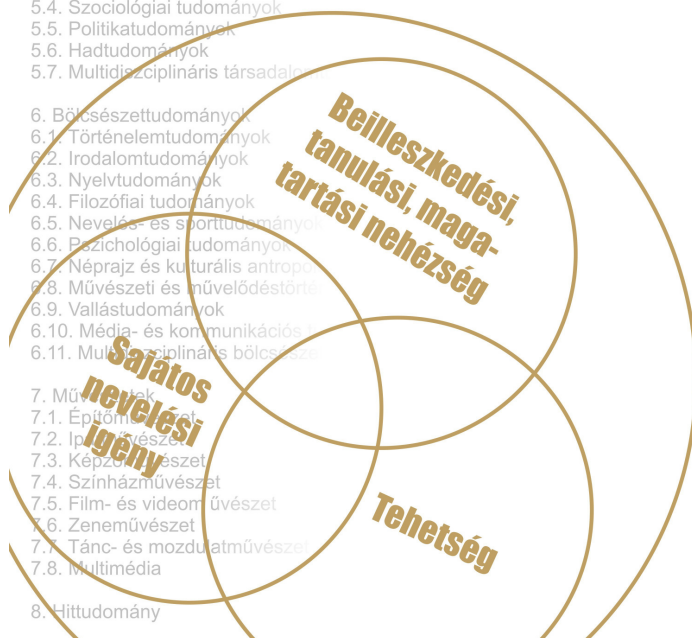 5.4. Szociológiai tudományok
5.5. Politikatudományok
5.6. Hadtudományok
5.7. Multidiszciplináris
6. Bölcsészettudományok
6.1. Történelemtudományok
6.2. Irodalomtudományok
6.3. Nyelvtudományok
6.4. Filozófiai tudományok
6.5. Nevelés- és sporttudományok
6.6. Pszichológiai tudományok
6.7. Néprajz és kulturális
6.8. Művészeti és
6.9. Vallástudományok
6.10. Média- és kommunikációs
6.11. Multidiszciplináris
7. Művészetek
7.1. Építőművészet
7.2. Iparművészet
7.3. Képzőművészet
7.4. Színházművészet
7.5. Film- és videoművészet
7.6. Zeneművészet
7.7. Tánc- és mozdulatművészet
7.8. Multimédia
8. Hittudomány
Beilleszkedési,
tanulási, maga-
tartási nehézség
Sajátos
nevelési
igény
Tehetség